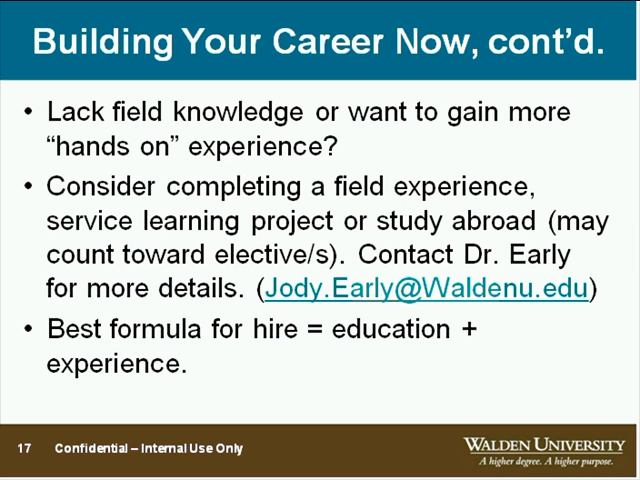 Building Your Career Now, cont’d.
• Lack field knowledge or want to gain more
“hands on” experience?
• Consider completing a field experience,
service learning project or study abroad (may
count toward elective/s). Contact Dr. Early
for more details. (Jody.Early@Waldenu.edu)
• Best formula for hire = education +
experience.
17 Confidential – Internal Use Only
WALDEN UNIVERSITY
A higher degree. A higher purpose.